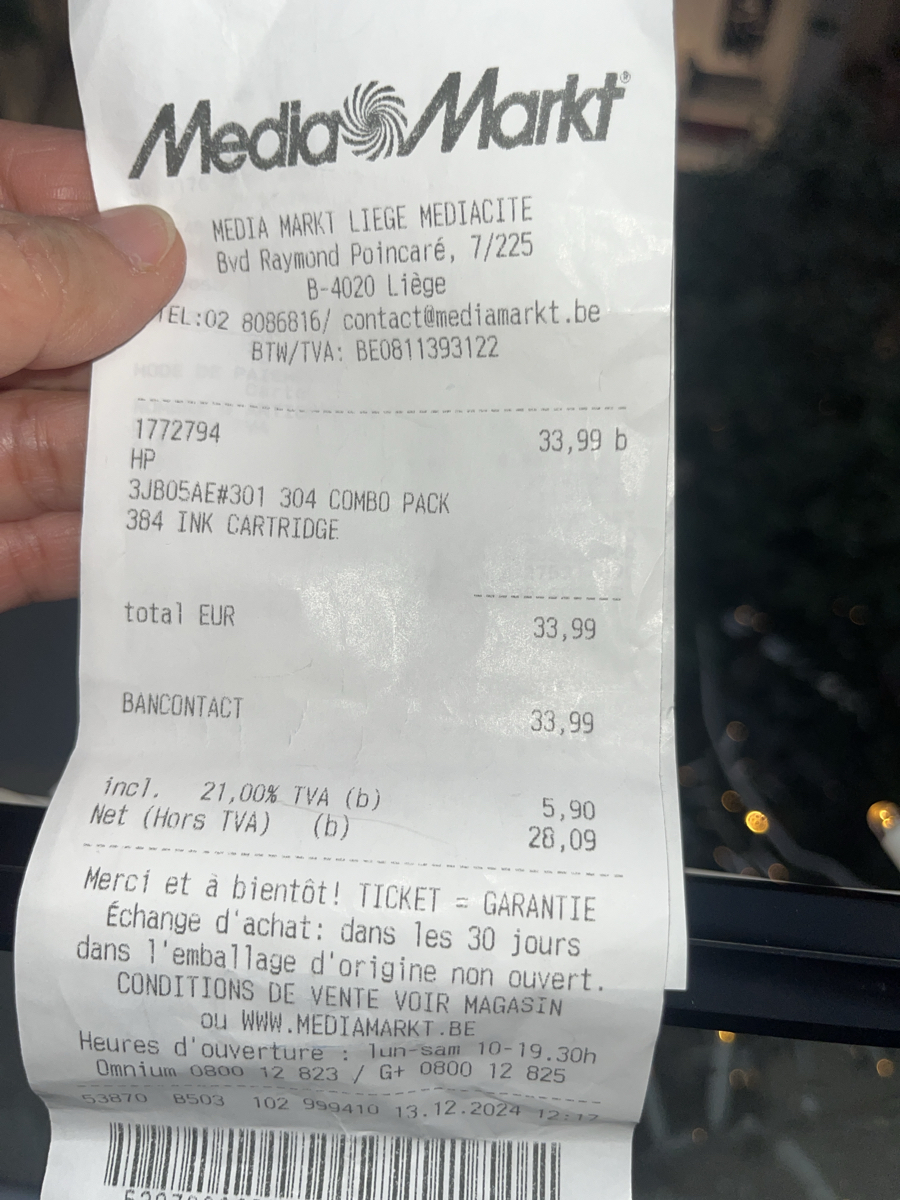 Media Markt®
MEDIA MARKT LIEGE MEDIACITE
Bvd Raymond Poincaré, 7/225
B-4020 Liège
TEL:02 8086816/ contact@mediamarkt.be
BTW/TVA: BE0811393122
1772794 33,99 b
HP
3JB05AE#301 304 COMBO PACK
384 INK CARTRIDGE
total EUR 33,99
BANCONTACT 33,99
incl. 21,00% TVA (b) 5,90
Net (Hors TVA) (b) 28,09
Merci et à bientôt! TICKET = GARANTIE
Échange d'achat: dans les 30 jours
dans l'emballage d'origine non ouvert.
CONDITIONS DE VENTE VOIR MAGASIN
ou WWW.MEDIAMARKT.BE
Heures d'ouverture : lun-sam 10-19.30h
Omnium 0800 12 823 / G+ 0800 12 825
53870 B503 102 999410 13.12.2024 12:17